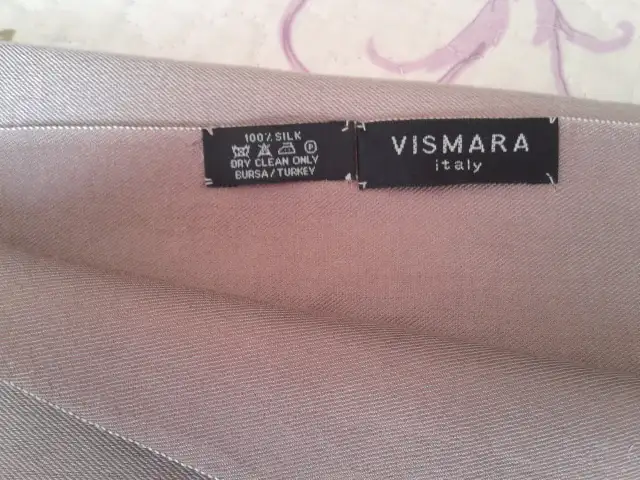 100% SILK
P
DRY CLEAN ONLY
BURSA/TURKEY
VISMARA
italy